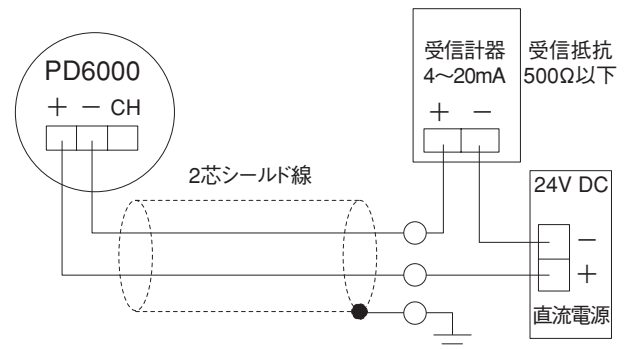 PD6000
＋ － CH
受信計器
4～20mA
＋ －
受信抵抗
500Ω以下
2芯シールド線
24V DC
－
＋
直流電源